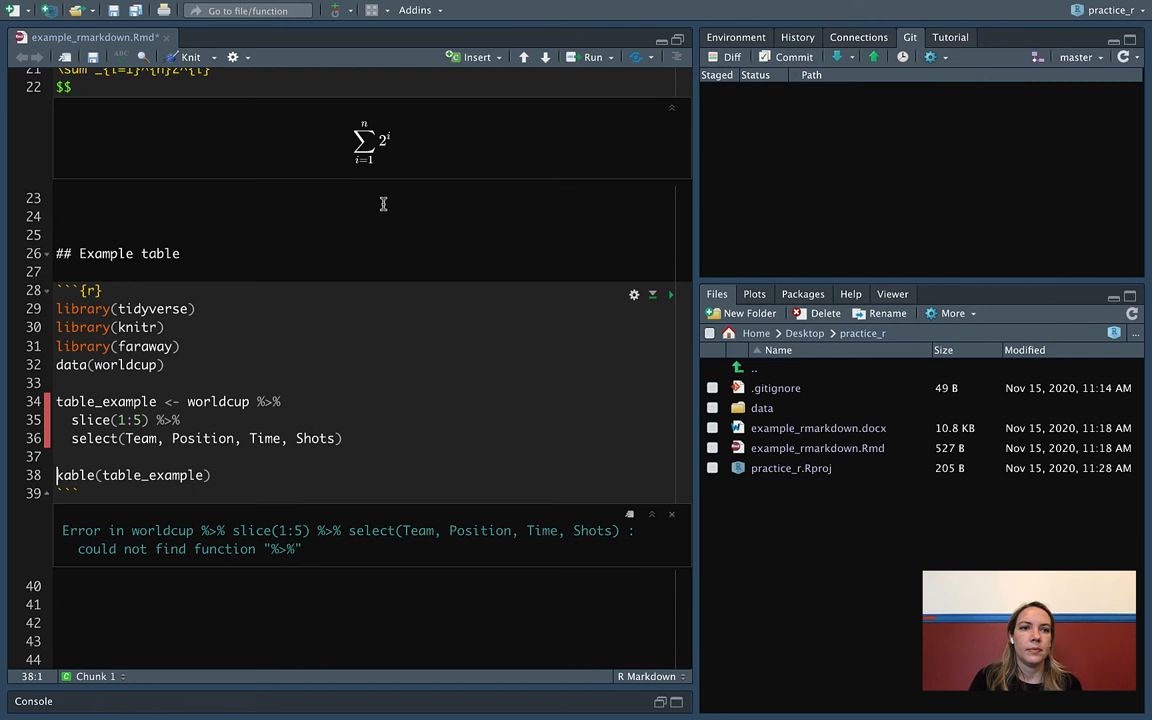 Go to file/function
Addins
practice_r
example_rmarkdown.Rmd*
ABC
Knit
Insert
Run
21 \sum_{i=1}^{n}2^{i}
22 $$
n
∑ 2^i
i=1
23
24
25
26 ## Example table
27
28 ```{r}
29 library(tidyverse)
30 library(knitr)
31 library(faraway)
32 data(worldcup)
33
34 table_example <- worldcup %>%
35 slice(1:5) %>%
36 select(Team, Position, Time, Shots)
37
38 kable(table_example)
39 ```
Error in worldcup %>% slice(1:5) %>% select(Team, Position, Time, Shots) :
could not find function "%>%"
40
41
42
43
44
38:1 Chunk 1 R Markdown
Console
Environment History Connections Git Tutorial
Diff Commit master
Staged Status Path
Files Plots Packages Help Viewer
New Folder Delete Rename More
Home Desktop practice_r ...
Name Size Modified
..
.gitignore 49 B Nov 15, 2020, 11:14 AM
data
example_rmarkdown.docx 10.8 KB Nov 15, 2020, 11:18 AM
example_rmarkdown.Rmd 527 B Nov 15, 2020, 11:18 AM
practice_r.Rproj 205 B Nov 15, 2020, 11:28 AM